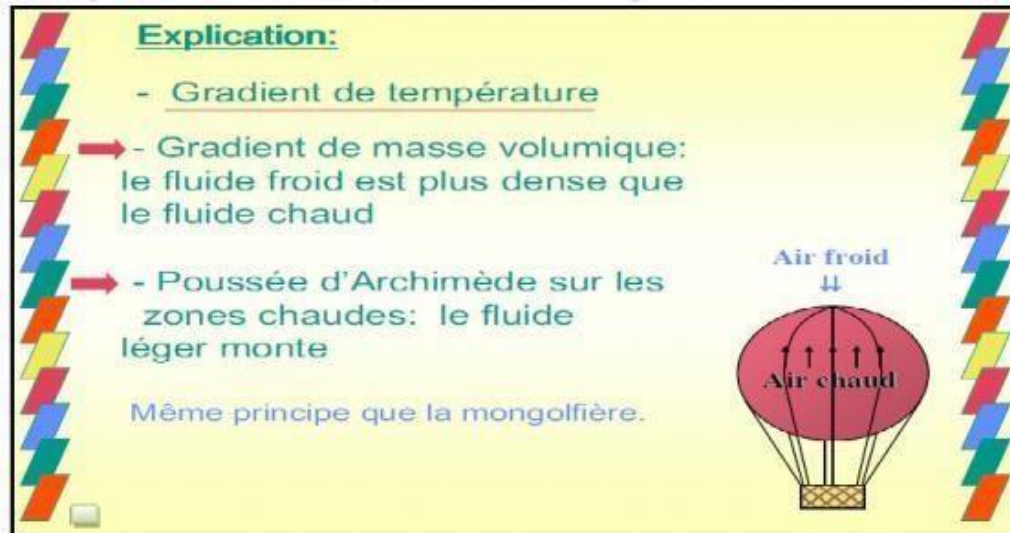 Explication:
- Gradient de température
- Gradient de masse volumique:
le fluide froid est plus dense que
le fluide chaud
- Poussée d'Archimède sur les
zones chaudes: le fluide
léger monte
Même principe que la mongolfière.
Air froid
Air chaud